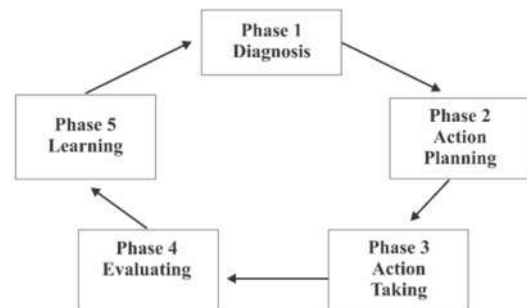 Phase 1
Diagnosis
Phase 2
Action
Planning
Phase 3
Action
Taking
Phase 4
Evaluating
Phase 5
Learning